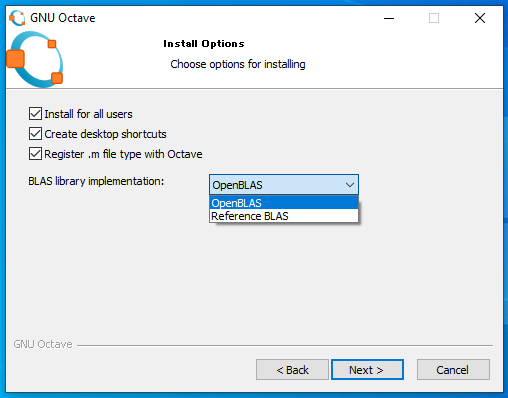 GNU Octave
Install Options
Choose options for installing
Install for all users
Create desktop shortcuts
Register .m file type with Octave
BLAS library implementation: OpenBLAS
OpenBLAS
Reference BLAS
GNU Octave
< Back Next > Cancel